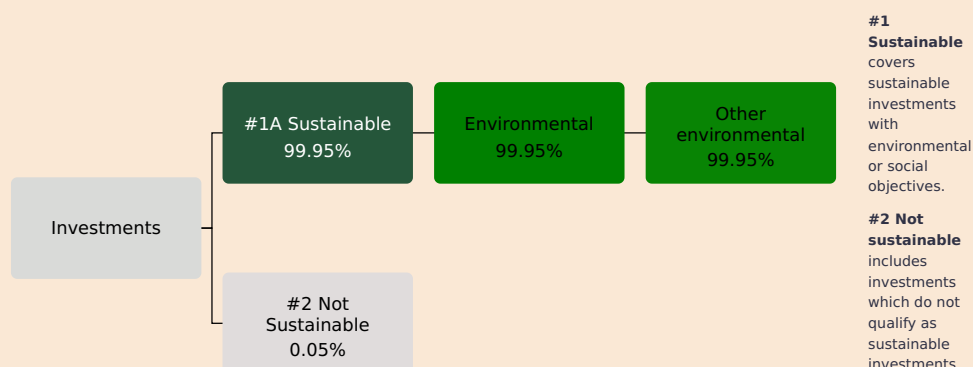 #1A Sustainable
99.95%
Environmental
99.95%
Other
environmental
99.95%
Investments
#2 Not
Sustainable
0.05%
#1
Sustainable
covers
sustainable
investments
with
environmental
or social
objectives.
#2 Not
sustainable
includes
investments
which do not
qualify as
sustainable
investments